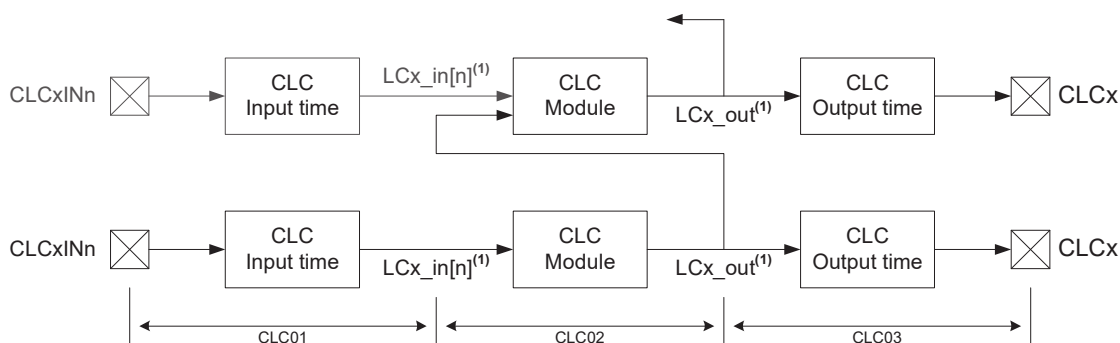 CLCxINn
CLC
Input time
LCx_in[n](1)
CLC
Module
LCx_out(1)
CLC
Output time
CLCx
CLCxINn
CLC
Input time
LCx_in[n](1)
CLC
Module
LCx_out(1)
CLC
Output time
CLCx
CLC01
CLC02
CLC03